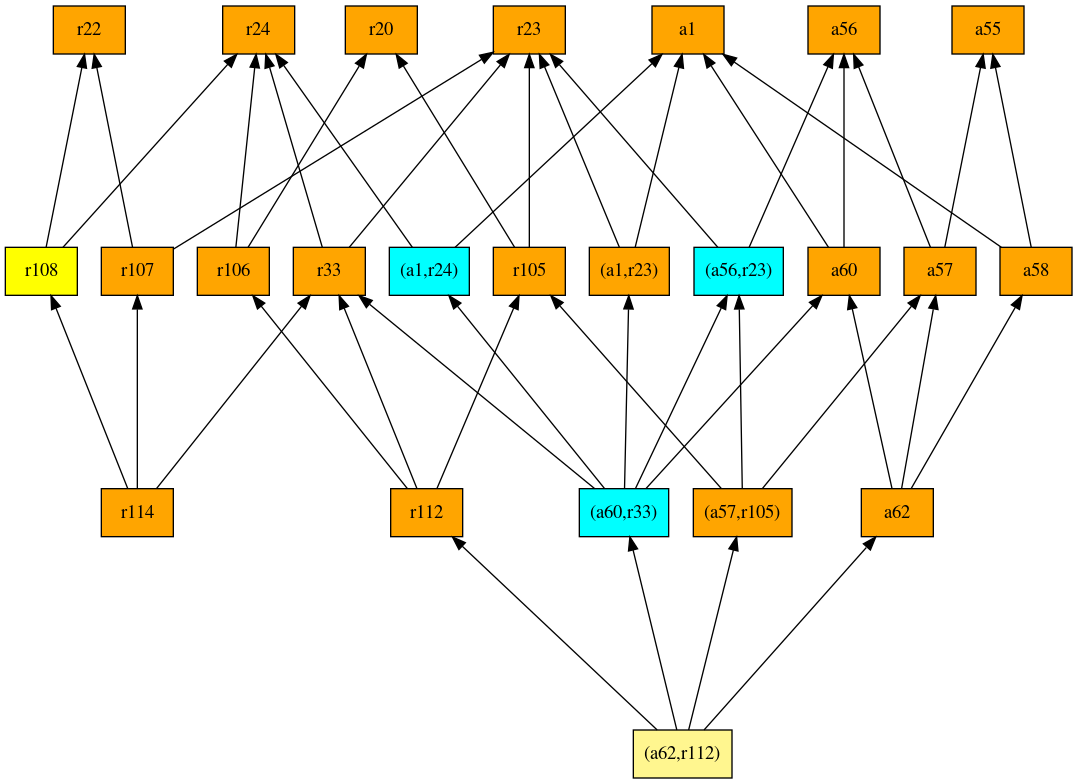 r22
r24
r20
r23
a1
a56
a55
r108
r107
r106
r33
(a1,r24)
r105
(a1,r23)
(a56,r23)
a60
a57
a58
r114
r112
(a60,r33)
(a57,r105)
a62
(a62,r112)